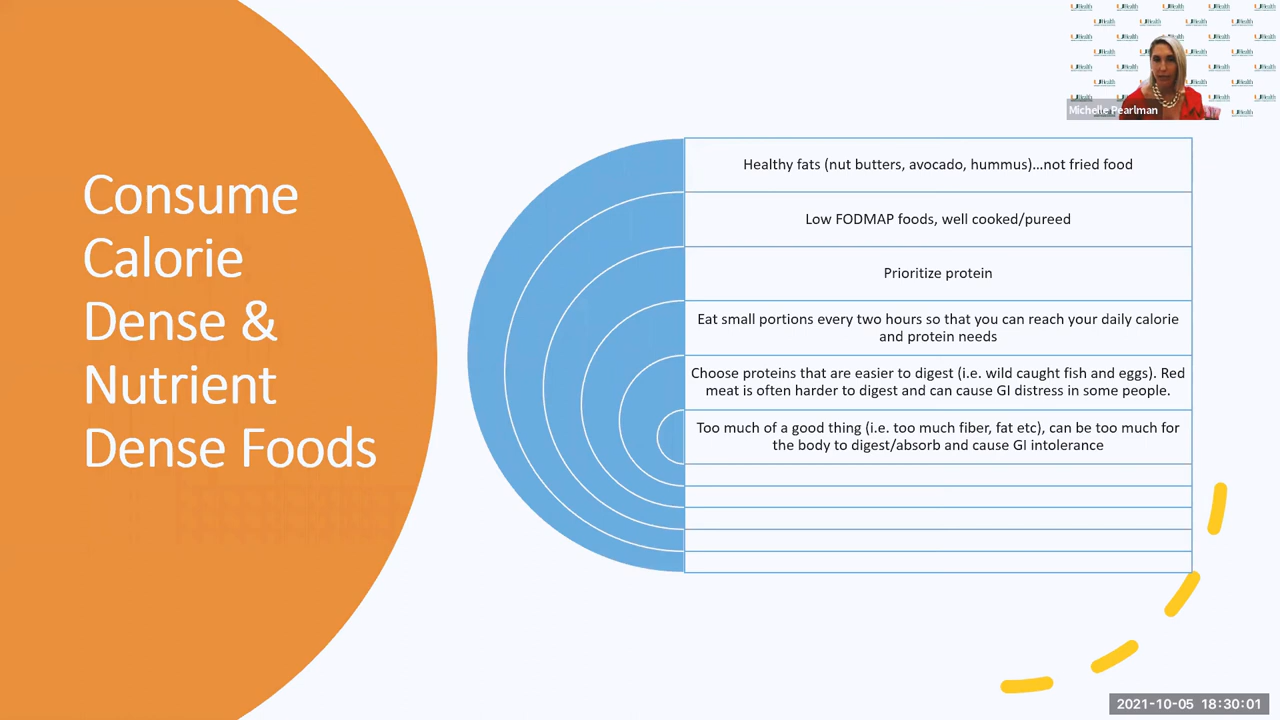 Consume
Calorie
Dense &
Nutrient
Dense Foods
Healthy fats (nut butters, avocado, hummus)...not fried food
Low FODMAP foods, well cooked/pureed
Prioritize protein
Eat small portions every two hours so that you can reach your daily calorie
and protein needs
Choose proteins that are easier to digest (i.e. wild caught fish and eggs). Red
meat is often harder to digest and can cause GI distress in some people.
Too much of a good thing (i.e. too much fiber, fat etc), can be too much for
the body to digest/absorb and cause GI intolerance
Michelle Pearlman
2021-10-05 18:30:01